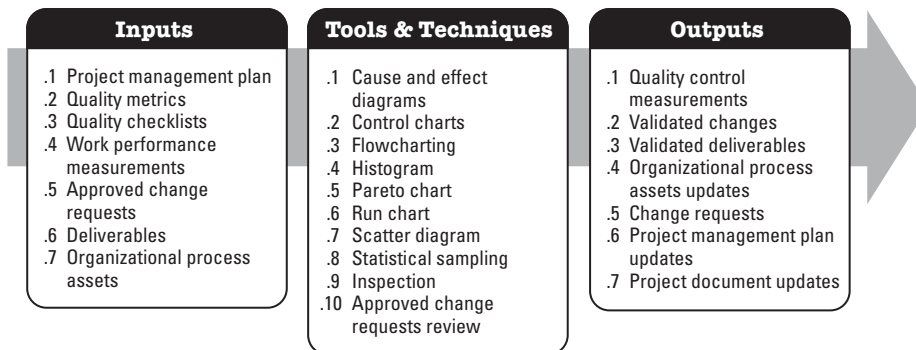 Inputs
.1 Project management plan
.2 Quality metrics
.3 Quality checklists
.4 Work performance
measurements
.5 Approved change
requests
.6 Deliverables
.7 Organizational process
assets
Tools & Techniques
.1 Cause and effect
diagrams
.2 Control charts
.3 Flowcharting
.4 Histogram
.5 Pareto chart
.6 Run chart
.7 Scatter diagram
.8 Statistical sampling
.9 Inspection
.10 Approved change
requests review
Outputs
.1 Quality control
measurements
.2 Validated changes
.3 Validated deliverables
.4 Organizational process
assets updates
.5 Change requests
.6 Project management plan
updates
.7 Project document updates